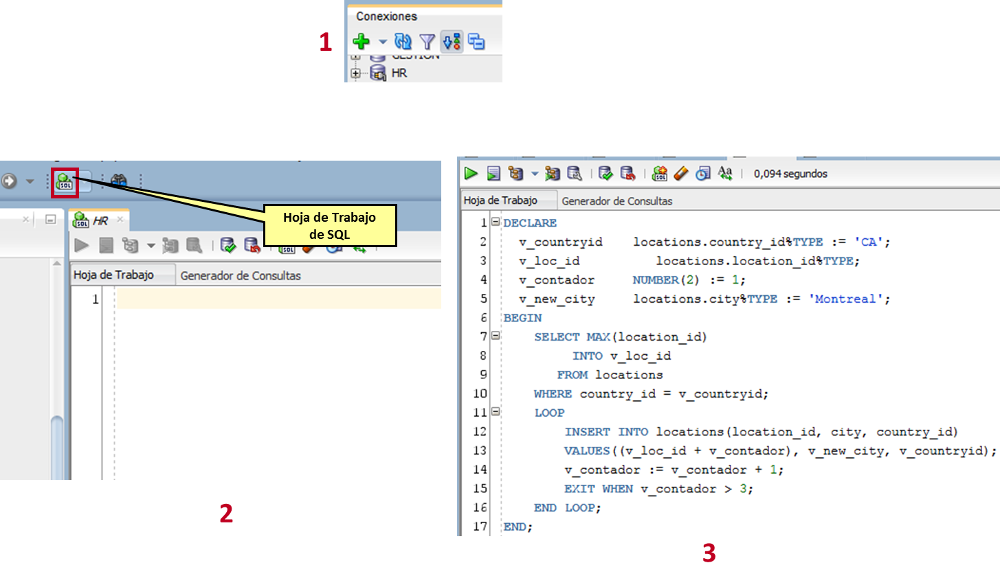 Conexiones
1
GESTION
HR
Hoja de Trabajo
de SQL
SQL
SQL HR
Hoja de Trabajo
Generador de Consultas
1
2
0,094 segundos
Hoja de Trabajo
Generador de Consultas
1 DECLARE
2 v_countryid locations.country_id%TYPE := 'CA';
3 v_loc_id locations.location_id%TYPE;
4 v_contador NUMBER(2) := 1;
5 v_new_city locations.city%TYPE := 'Montreal';
6 BEGIN
7 SELECT MAX(location_id)
8 INTO v_loc_id
9 FROM locations
10 WHERE country_id = v_countryid;
11 LOOP
12 INSERT INTO locations(location_id, city, country_id)
13 VALUES((v_loc_id + v_contador), v_new_city, v_countryid);
14 v_contador := v_contador + 1;
15 EXIT WHEN v_contador > 3;
16 END LOOP;
17 END;
3